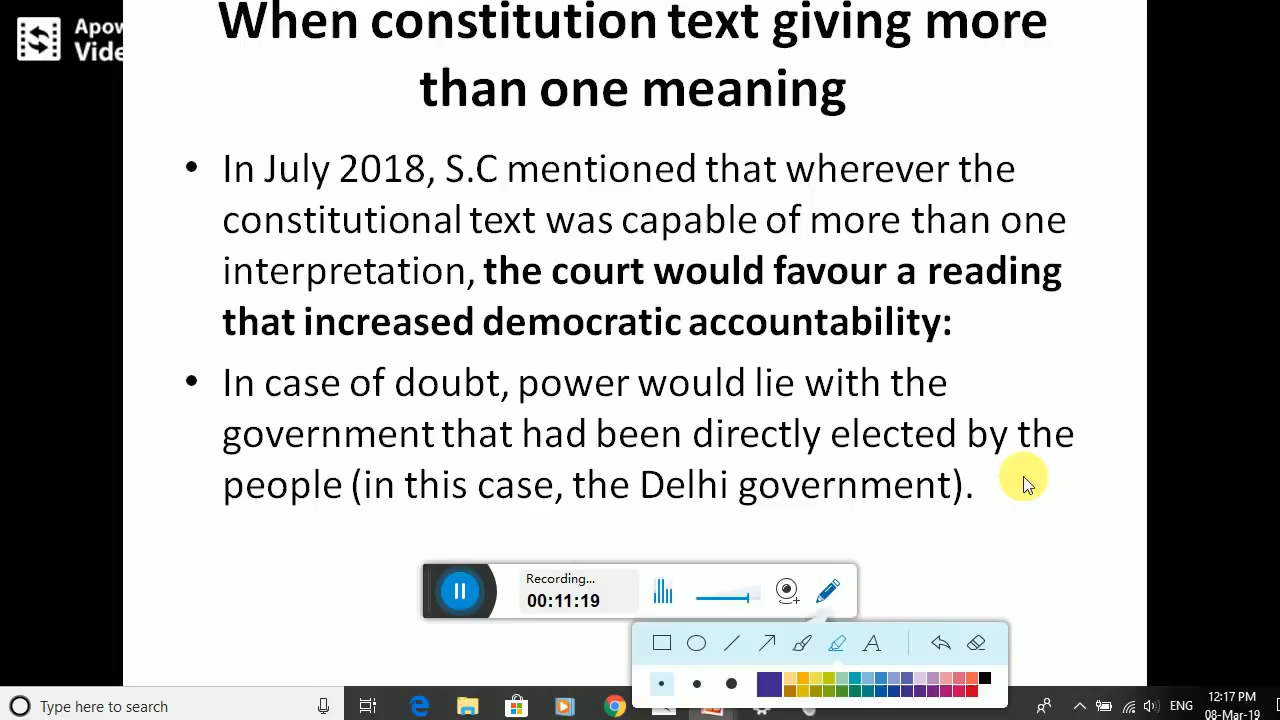 When constitution text giving more
than one meaning
Apow
Vide
• In July 2018, S.C mentioned that wherever the
constitutional text was capable of more than one
interpretation, the court would favour a reading
that increased democratic accountability:
• In case of doubt, power would lie with the
government that had been directly elected by the
people (in this case, the Delhi government).
Recording...
00:11:19
A
Type here to search
ENG
12:17 PM
08-Mar-19